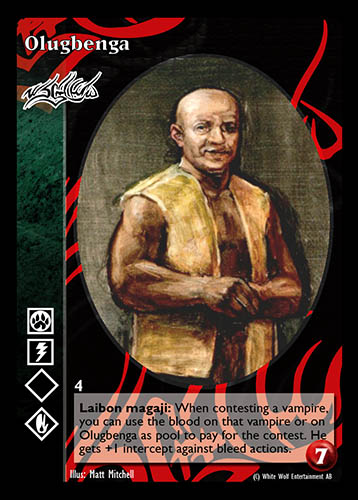 Olugbenga
4
Laibon magaji: When contesting a vampire,
you can use the blood on that vampire or on
Olugbenga as pool to pay for the contest. He
gets +1 intercept against bleed actions.
7
Illus: Matt Mitchell (C) White Wolf Entertainment AB